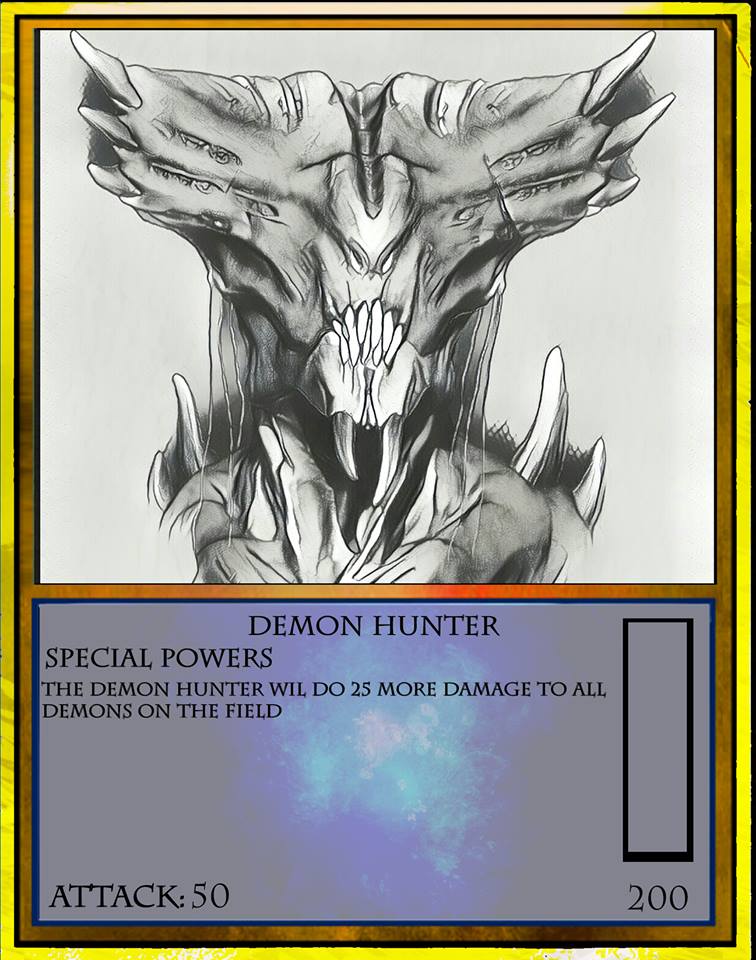 DEMON HUNTER
SPECIAL POWERS
THE DEMON HUNTER WIL DO 25 MORE DAMAGE TO ALL
DEMONS ON THE FIELD
ATTACK: 50
200